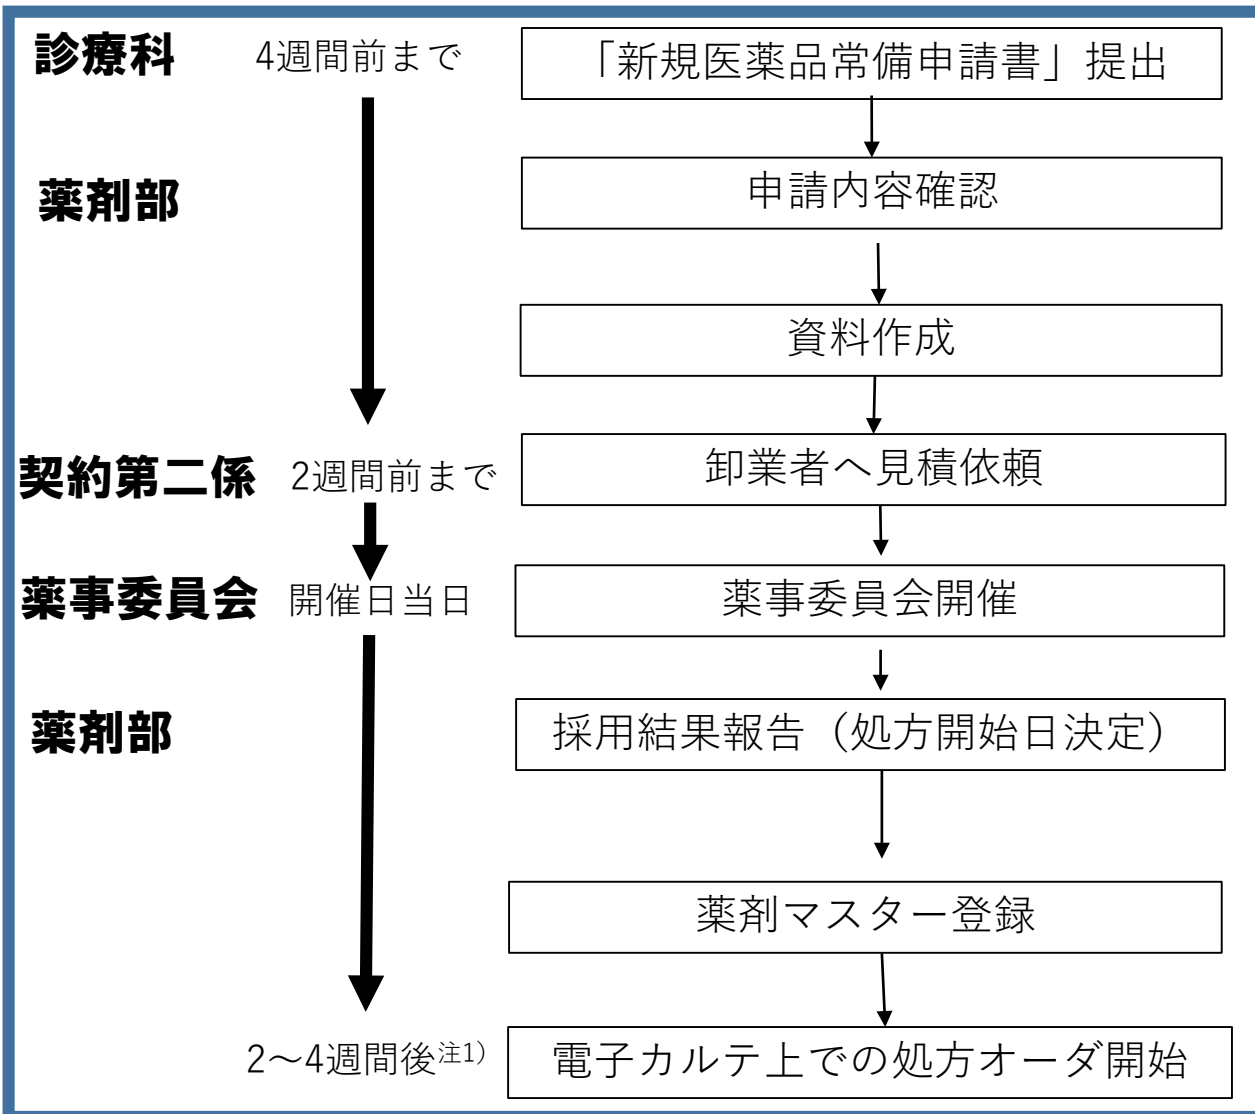 診療科 4週間前まで 「新規医薬品常備申請書」提出
薬剤部 申請内容確認
資料作成
契約第二係 2週間前まで 卸業者へ見積依頼
薬事委員会 開催日当日 薬事委員会開催
薬剤部 採用結果報告（処方開始日決定）
薬剤マスター登録
2～4週間後注1) 電子カルテ上での処方オーダ開始